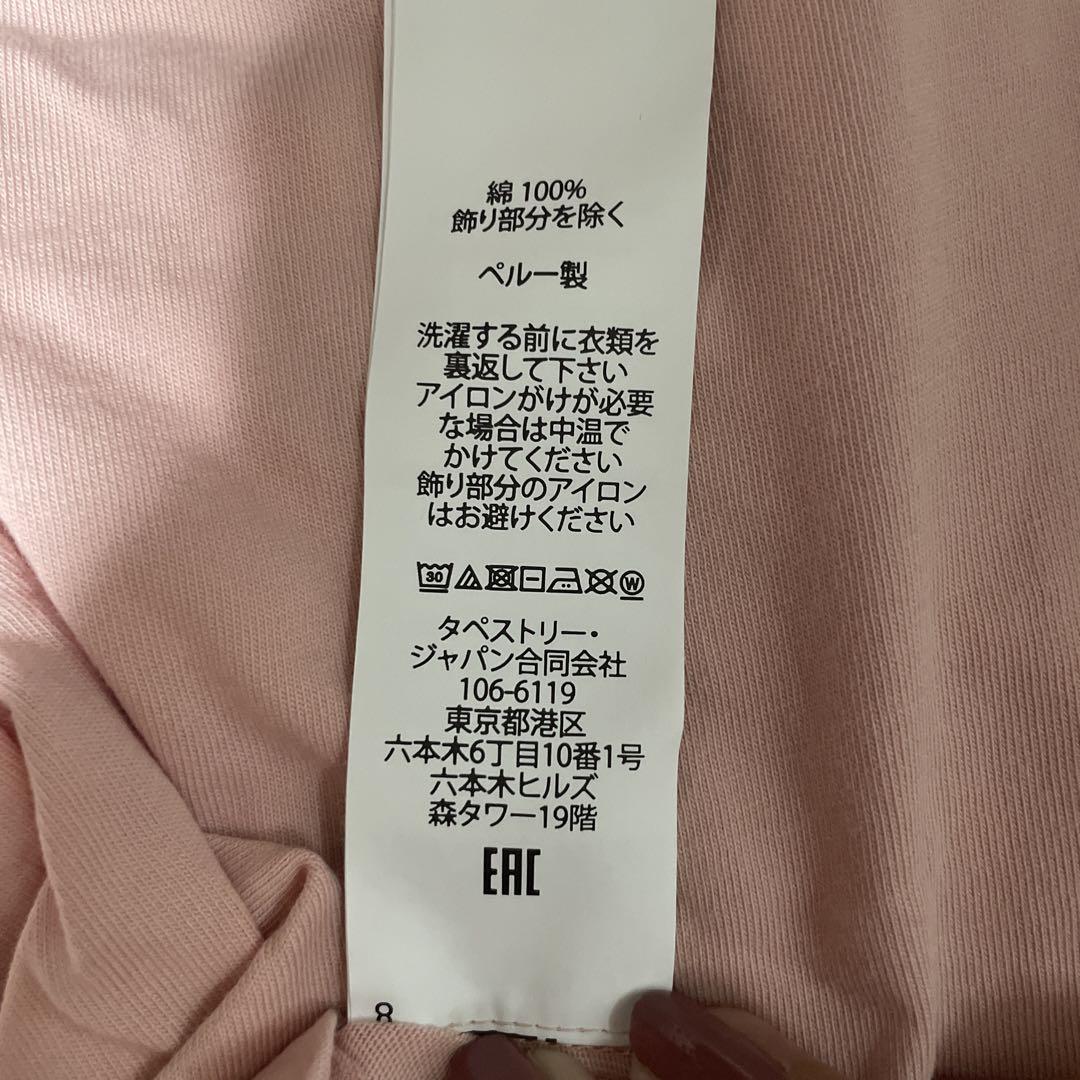 綿 100%
飾り部分を除く
ペルー製
洗濯する前に衣類を
裏返して下さい
アイロンがけが必要
な場合は中温で
かけてください
飾り部分のアイロン
はお避けください
30 W
タペストリー・
ジャパン合同会社
106-6119
東京都港区
六本木6丁目10番1号
六本木ヒルズ
森タワー19階
EAC
8